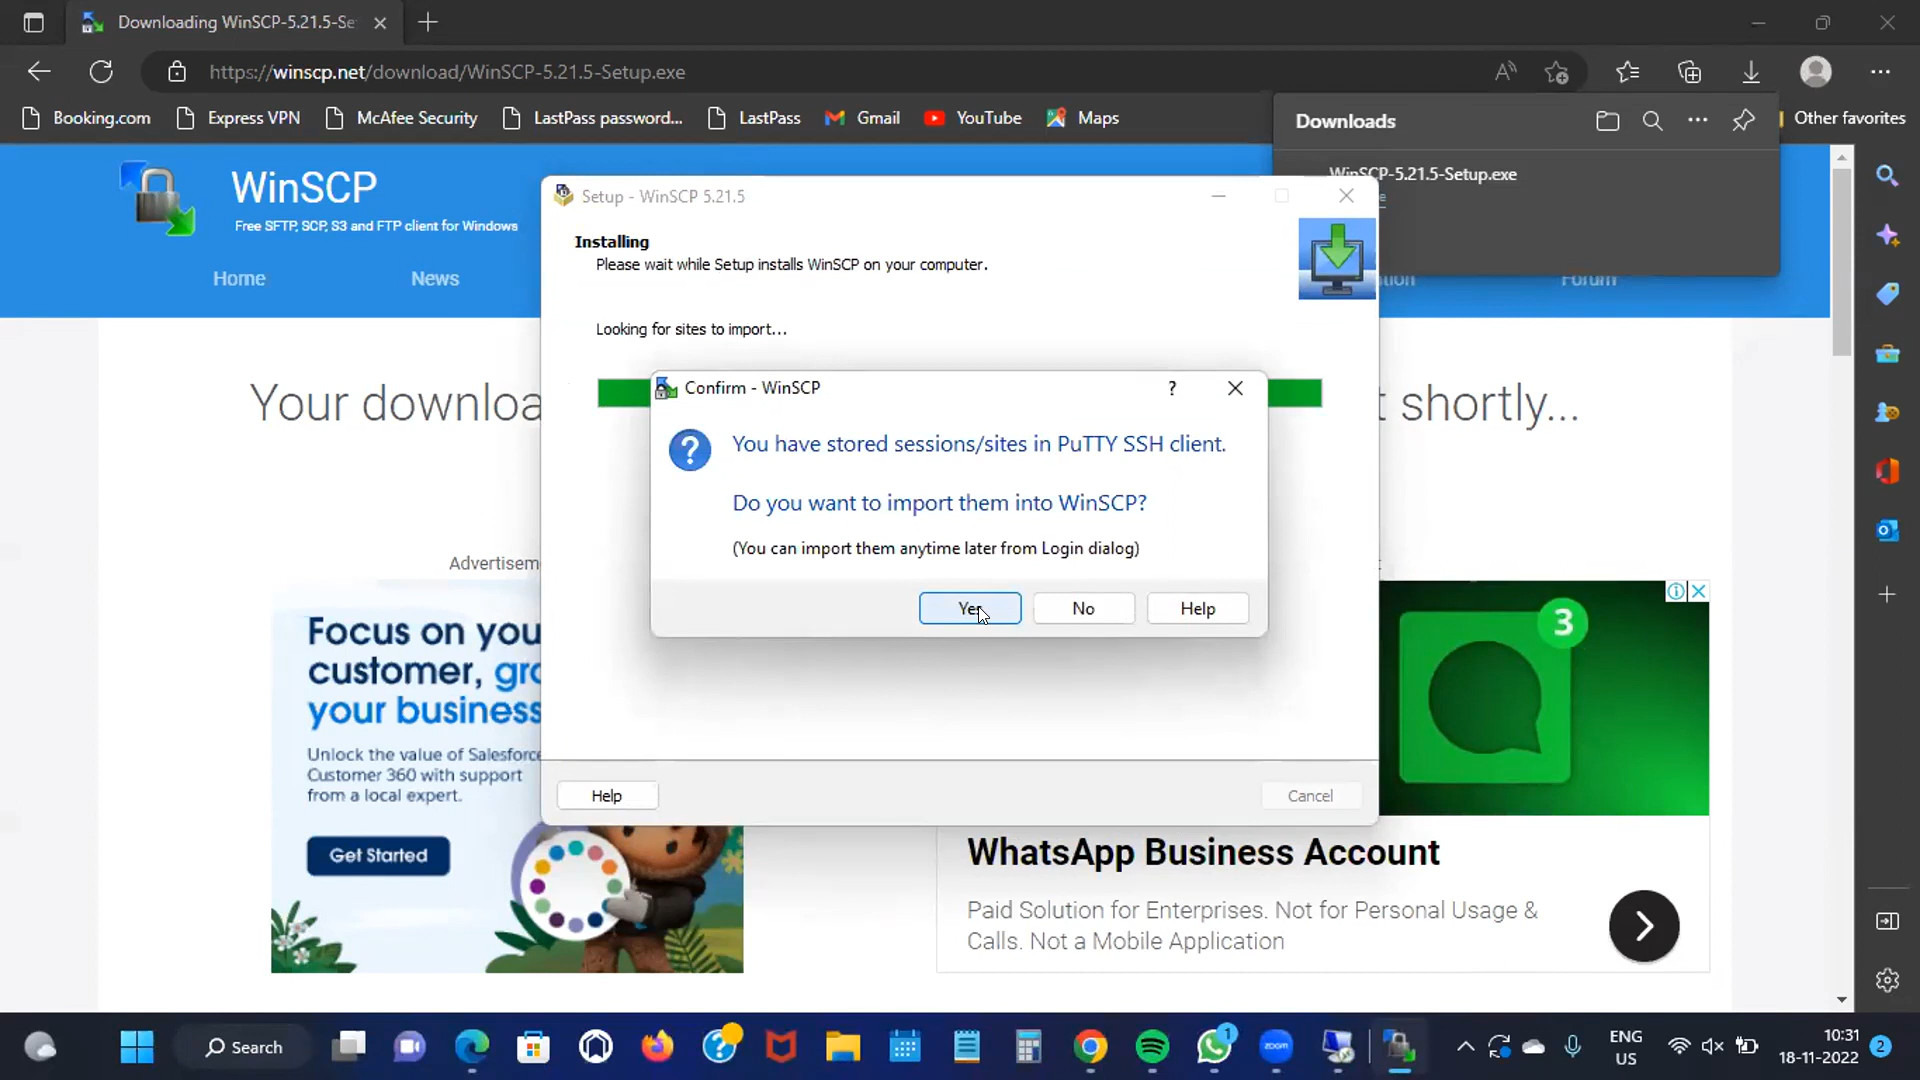 Downloading WinSCP-5.21.5-Se
https://winscp.net/download/WinSCP-5.21.5-Setup.exe
Booking.com
Express VPN
McAfee Security
LastPass password...
LastPass
Gmail
YouTube
Maps
Other favorites
Downloads
WinSCP-5.21.5-Setup.exe
WinSCP
Free SFTP, SCP, S3 and FTP client for Windows
Home
News
Forum
Setup - WinSCP 5.21.5
Installing
Please wait while Setup installs WinSCP on your computer.
Looking for sites to import...
Your downloa
t shortly...
Confirm - WinSCP
?
You have stored sessions/sites in PuTTY SSH client.
Do you want to import them into WinSCP?
(You can import them anytime later from Login dialog)
Yes
No
Help
Help
Cancel
Advertisem
Focus on you
customer, gro
your business
Unlock the value of Salesforce
Customer 360 with support
from a local expert.
Get Started
3
WhatsApp Business Account
Paid Solution for Enterprises. Not for Personal Usage &
Calls. Not a Mobile Application
Search
1
zoom
ENG
US
10:31
18-11-2022
2